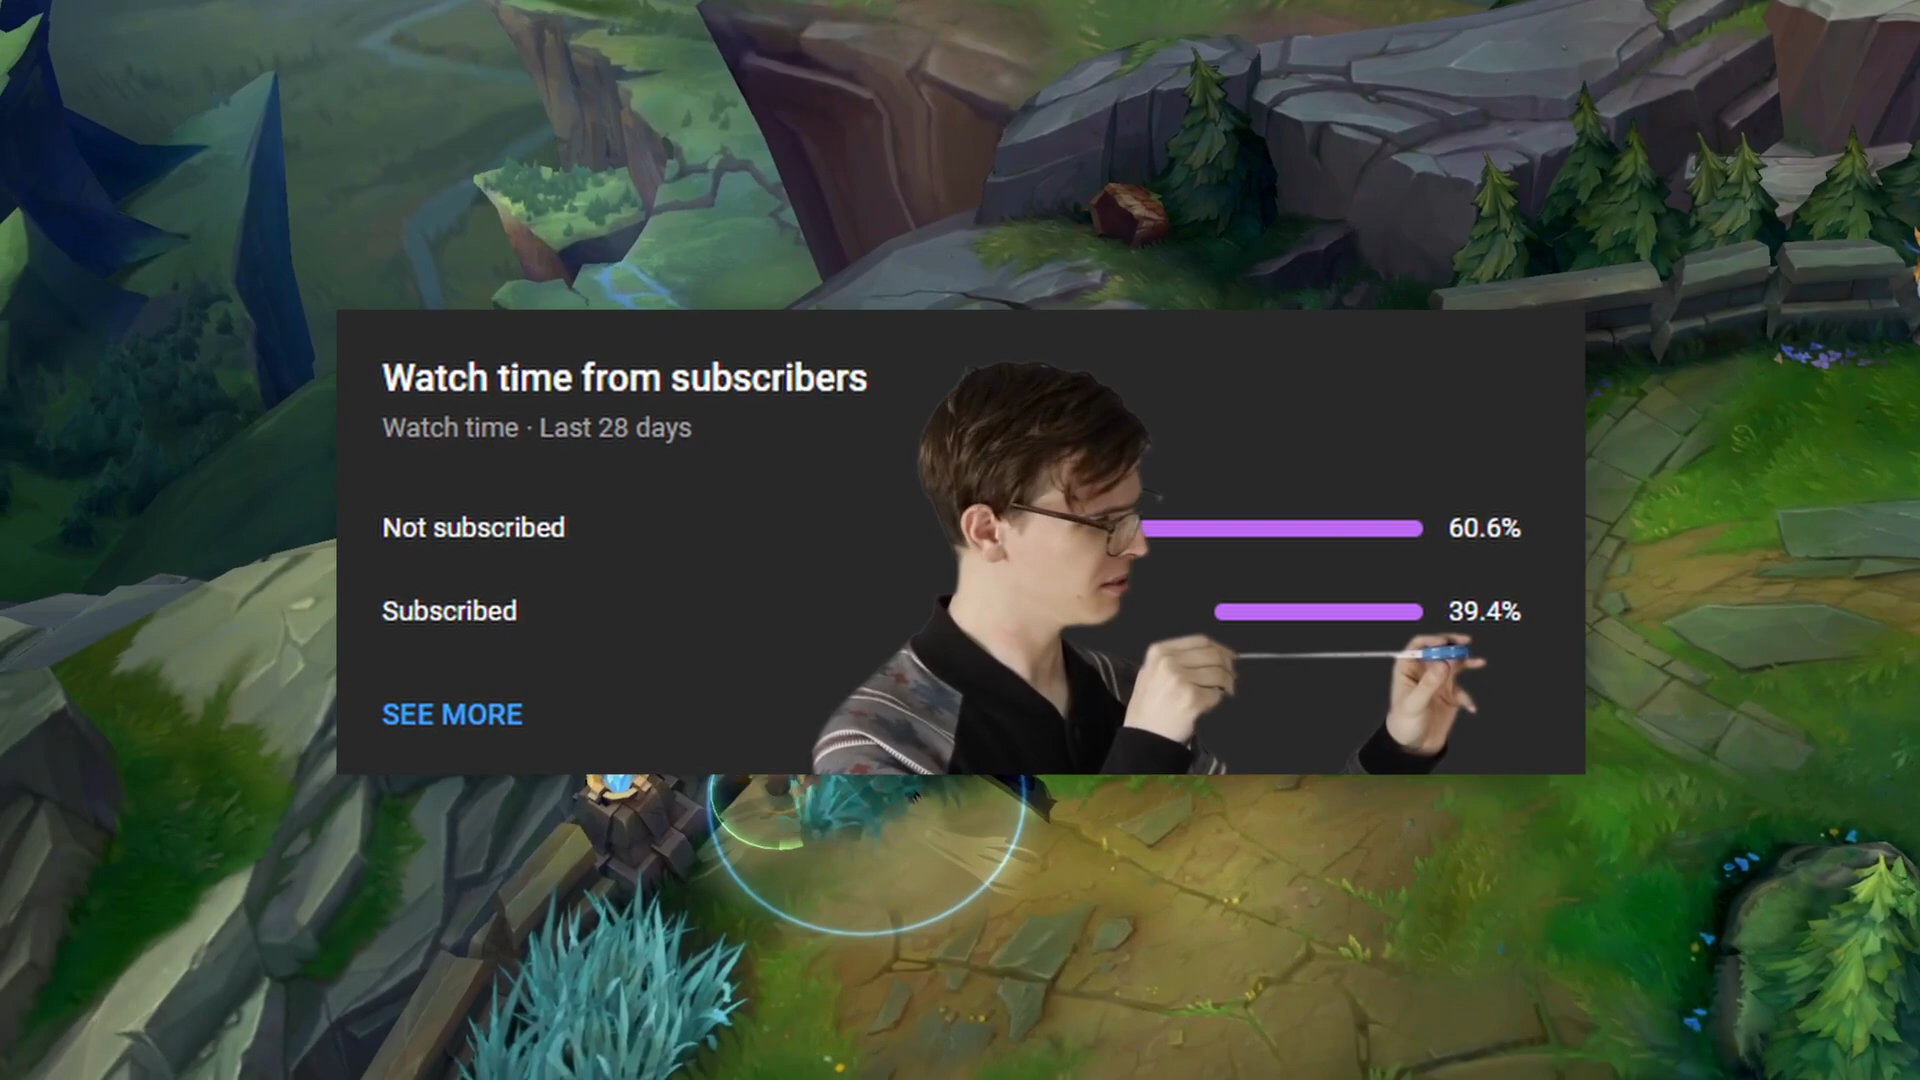 Watch time from subscribers
Watch time · Last 28 days
Not subscribed 60.6%
Subscribed 39.4%
SEE MORE